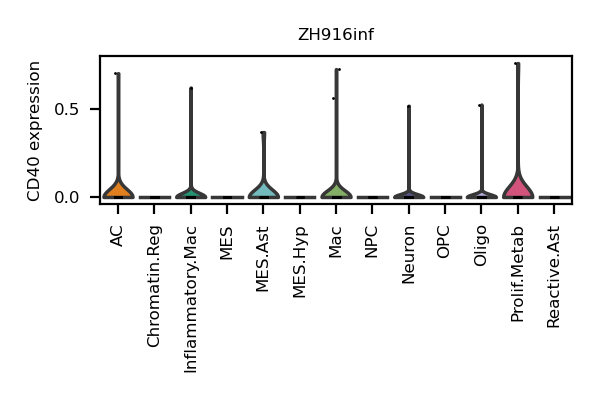 ZH916inf
CD40 expression
0.5
0.0
AC
Chromatin.Reg
Inflammatory.Mac
MES
MES.Ast
MES.Hyp
Mac
NPC
Neuron
OPC
Oligo
Prolif.Metab
Reactive.Ast